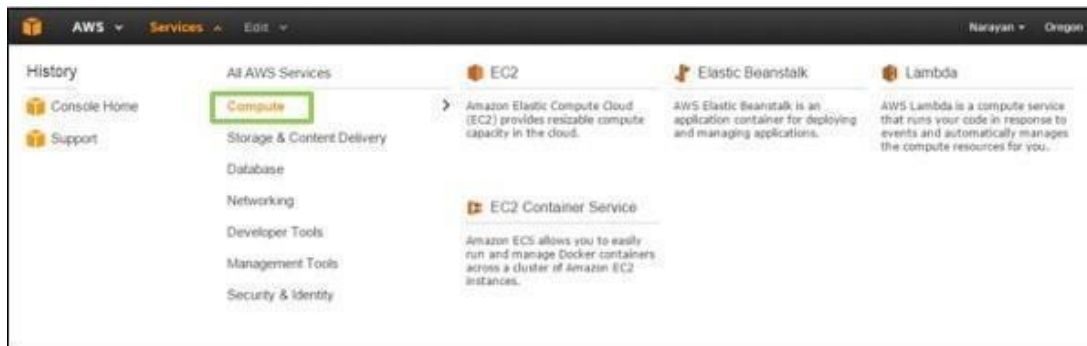 AWS Services Edit Narayan Oregon
History
Console Home
Support
All AWS Services
Compute
Storage & Content Delivery
Database
Networking
Developer Tools
Management Tools
Security & Identity
EC2
Amazon Elastic Compute Cloud
(EC2) provides resizable compute
capacity in the cloud.
Elastic Beanstalk
AWS Elastic Beanstalk is an
application container for deploying
and managing applications.
Lambda
AWS Lambda is a compute service
that runs your code in response to
events and automatically manages
the compute resources for you.
EC2 Container Service
Amazon ECS allows you to easily
run and manage Docker containers
across a cluster of Amazon EC2
instances.